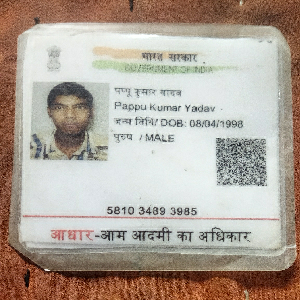 भारत सरकार
GOVERNMENT OF INDIA
पप्पू कुमार यादव
Pappu Kumar Yadav
जन्म तिथि/ DOB: 08/04/1998
पुरुष / MALE
5810 3489 3985
आधार-आम आदमी का अधिकार